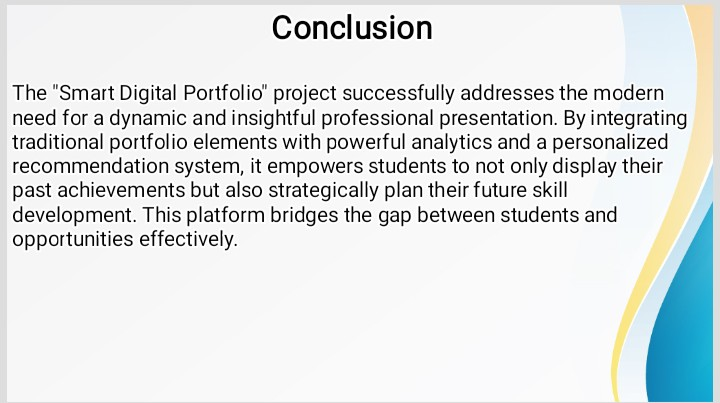 Conclusion
The "Smart Digital Portfolio" project successfully addresses the modern
need for a dynamic and insightful professional presentation. By integrating
traditional portfolio elements with powerful analytics and a personalized
recommendation system, it empowers students to not only display their
past achievements but also strategically plan their future skill
development. This platform bridges the gap between students and
opportunities effectively.